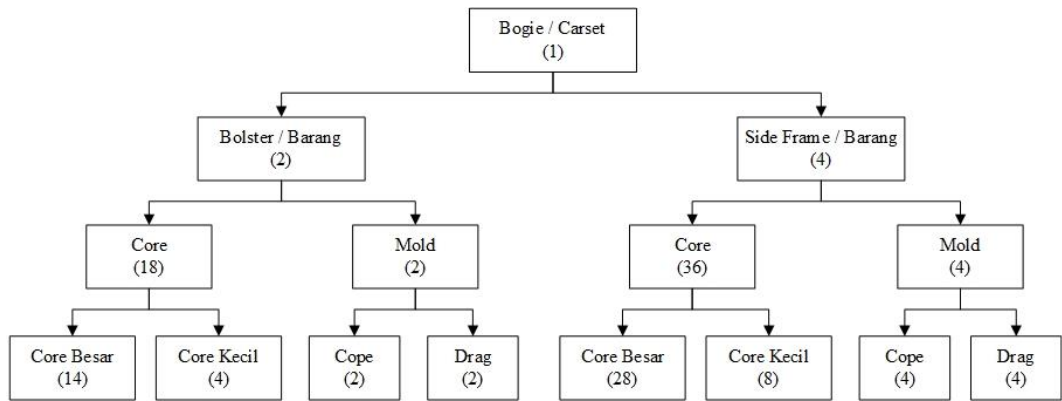 Bogie / Carset
(1)
Bolster / Barang
(2)
Side Frame / Barang
(4)
Core
(18)
Mold
(2)
Core
(36)
Mold
(4)
Core Besar
(14)
Core Kecil
(4)
Cope
(2)
Drag
(2)
Core Besar
(28)
Core Kecil
(8)
Cope
(4)
Drag
(4)